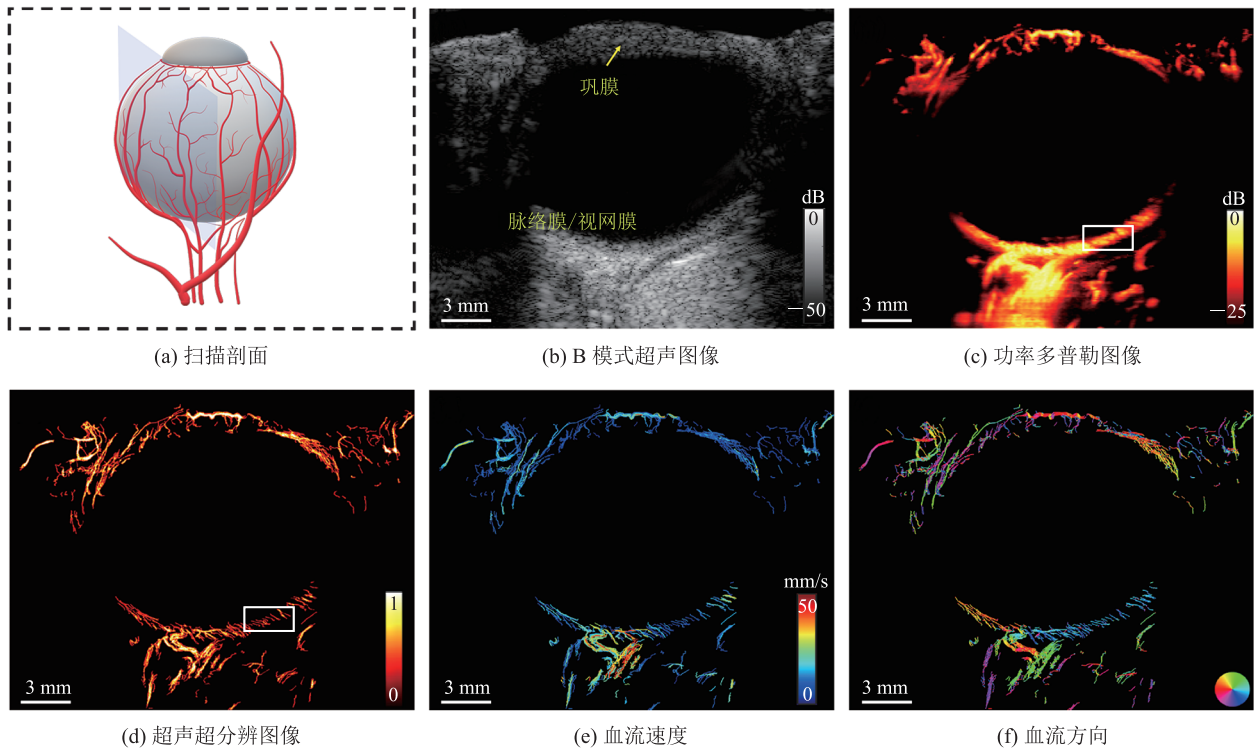 巩膜
脉络膜/视网膜
dB
0
−50
3 mm
dB
0
−25
3 mm
(a) 扫描剖面
(b) B 模式超声图像
(c) 功率多普勒图像
1
0
3 mm
mm/s
50
0
3 mm
3 mm
(d) 超声超分辨图像
(e) 血流速度
(f) 血流方向